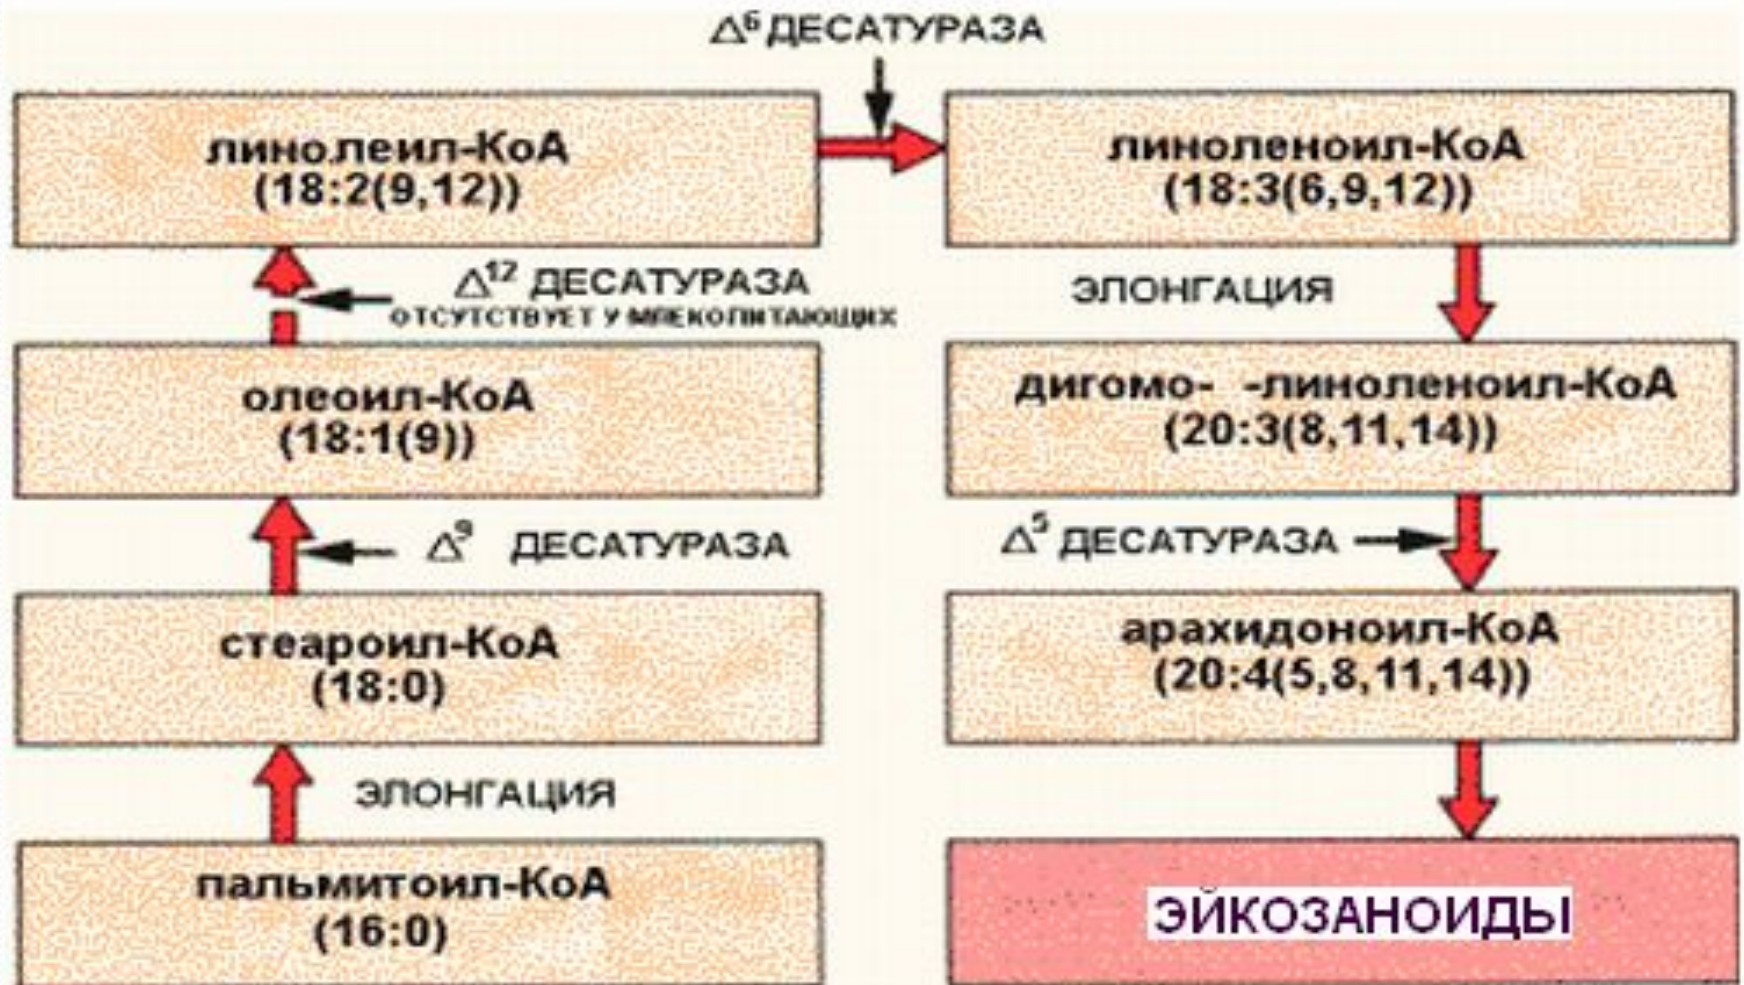 Δ⁶ ДЕСАТУРАЗА
линолеил-КоА
(18:2(9,12))
линоленоил-КоА
(18:3(6,9,12))
Δ¹² ДЕСАТУРАЗА
ОТСУТСТВУЕТ У МЛЕКОПИТАЮЩИХ
ЭЛОНГАЦИЯ
олеоил-КоА
(18:1(9))
дигомо- -линоленоил-КоА
(20:3(8,11,14))
Δ⁹ ДЕСАТУРАЗА
Δ⁵ ДЕСАТУРАЗА
стеароил-КоА
(18:0)
арахидоноил-КоА
(20:4(5,8,11,14))
ЭЛОНГАЦИЯ
пальмитоил-КоА
(16:0)
ЭЙКОЗАНОИДЫ